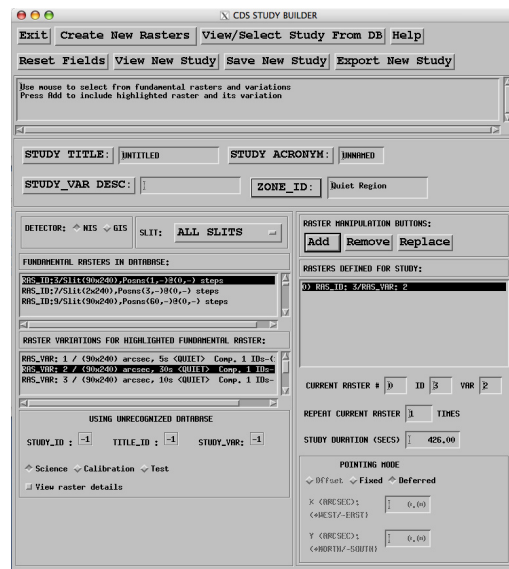 CDS STUDY BUILDER
Exit Create New Rasters View/Select Study From DB Help
Reset Fields View New Study Save New Study Export New Study
Use mouse to select from fundamental rasters and variations
Press Add to include highlighted raster and its variation
STUDY TITLE: UNTITLED STUDY ACRONYM: UNNAMED
STUDY_VAR DESC: ZONE_ID: Quiet Region
DETECTOR: NIS GIS SLIT: ALL SLITS
FUNDAMENTAL RASTERS IN DATABASE:
RAS_ID:3/Slit(90x240),Posns(1,-)@(0,-) steps
RAS_ID:7/Slit(2x240),Posns(3,-)@(0,-) steps
RAS_ID:9/Slit(90x240),Posns(60,-)@(0,-) steps
RASTER VARIATIONS FOR HIGHLIGHTED FUNDAMENTAL RASTER:
RAS_VAR: 1 / (90x240) arcsec, 5s <QUIET> Comp. 1 IDs-(
RAS_VAR: 2 / (90x240) arcsec, 30s <QUIET> Comp. 1 IDs-
RAS_VAR: 3 / (90x240) arcsec, 10s <QUIET> Comp. 1 IDs-
USING UNRECOGNIZED DATABASE
STUDY_ID : -1 TITLE_ID : -1 STUDY_VAR: -1
Science Calibration Test
View raster details
RASTER MANIPULATION BUTTONS:
Add Remove Replace
RASTERS DEFINED FOR STUDY:
0) RAS_ID: 3/RAS_VAR: 2
CURRENT RASTER # 0 ID 3 VAR 2
REPEAT CURRENT RASTER 1 TIMES
STUDY DURATION (SECS) 426.00
POINTING MODE
Offset Fixed Deferred
X (ARCSEC):
(+WEST/-EAST)
Y (ARCSEC):
(+NORTH/-SOUTH)